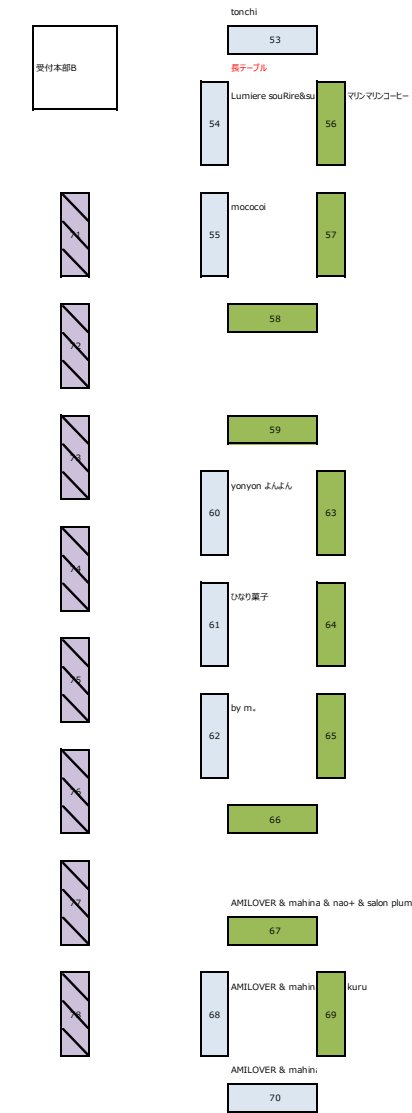 tonchi
53
受付本部B
長テーブル
Lumiere souRire&su
マリンマリンコーヒー
54
56
mococoi
71
55
57
58
72
59
73
yonyon よんよん
60
63
74
ひなり菓子
61
64
75
by m。
62
65
76
66
AMILOVER & mahina & nao+ & salon plum
77
67
AMILOVER & mahin
kuru
78
68
69
AMILOVER & mahin
70